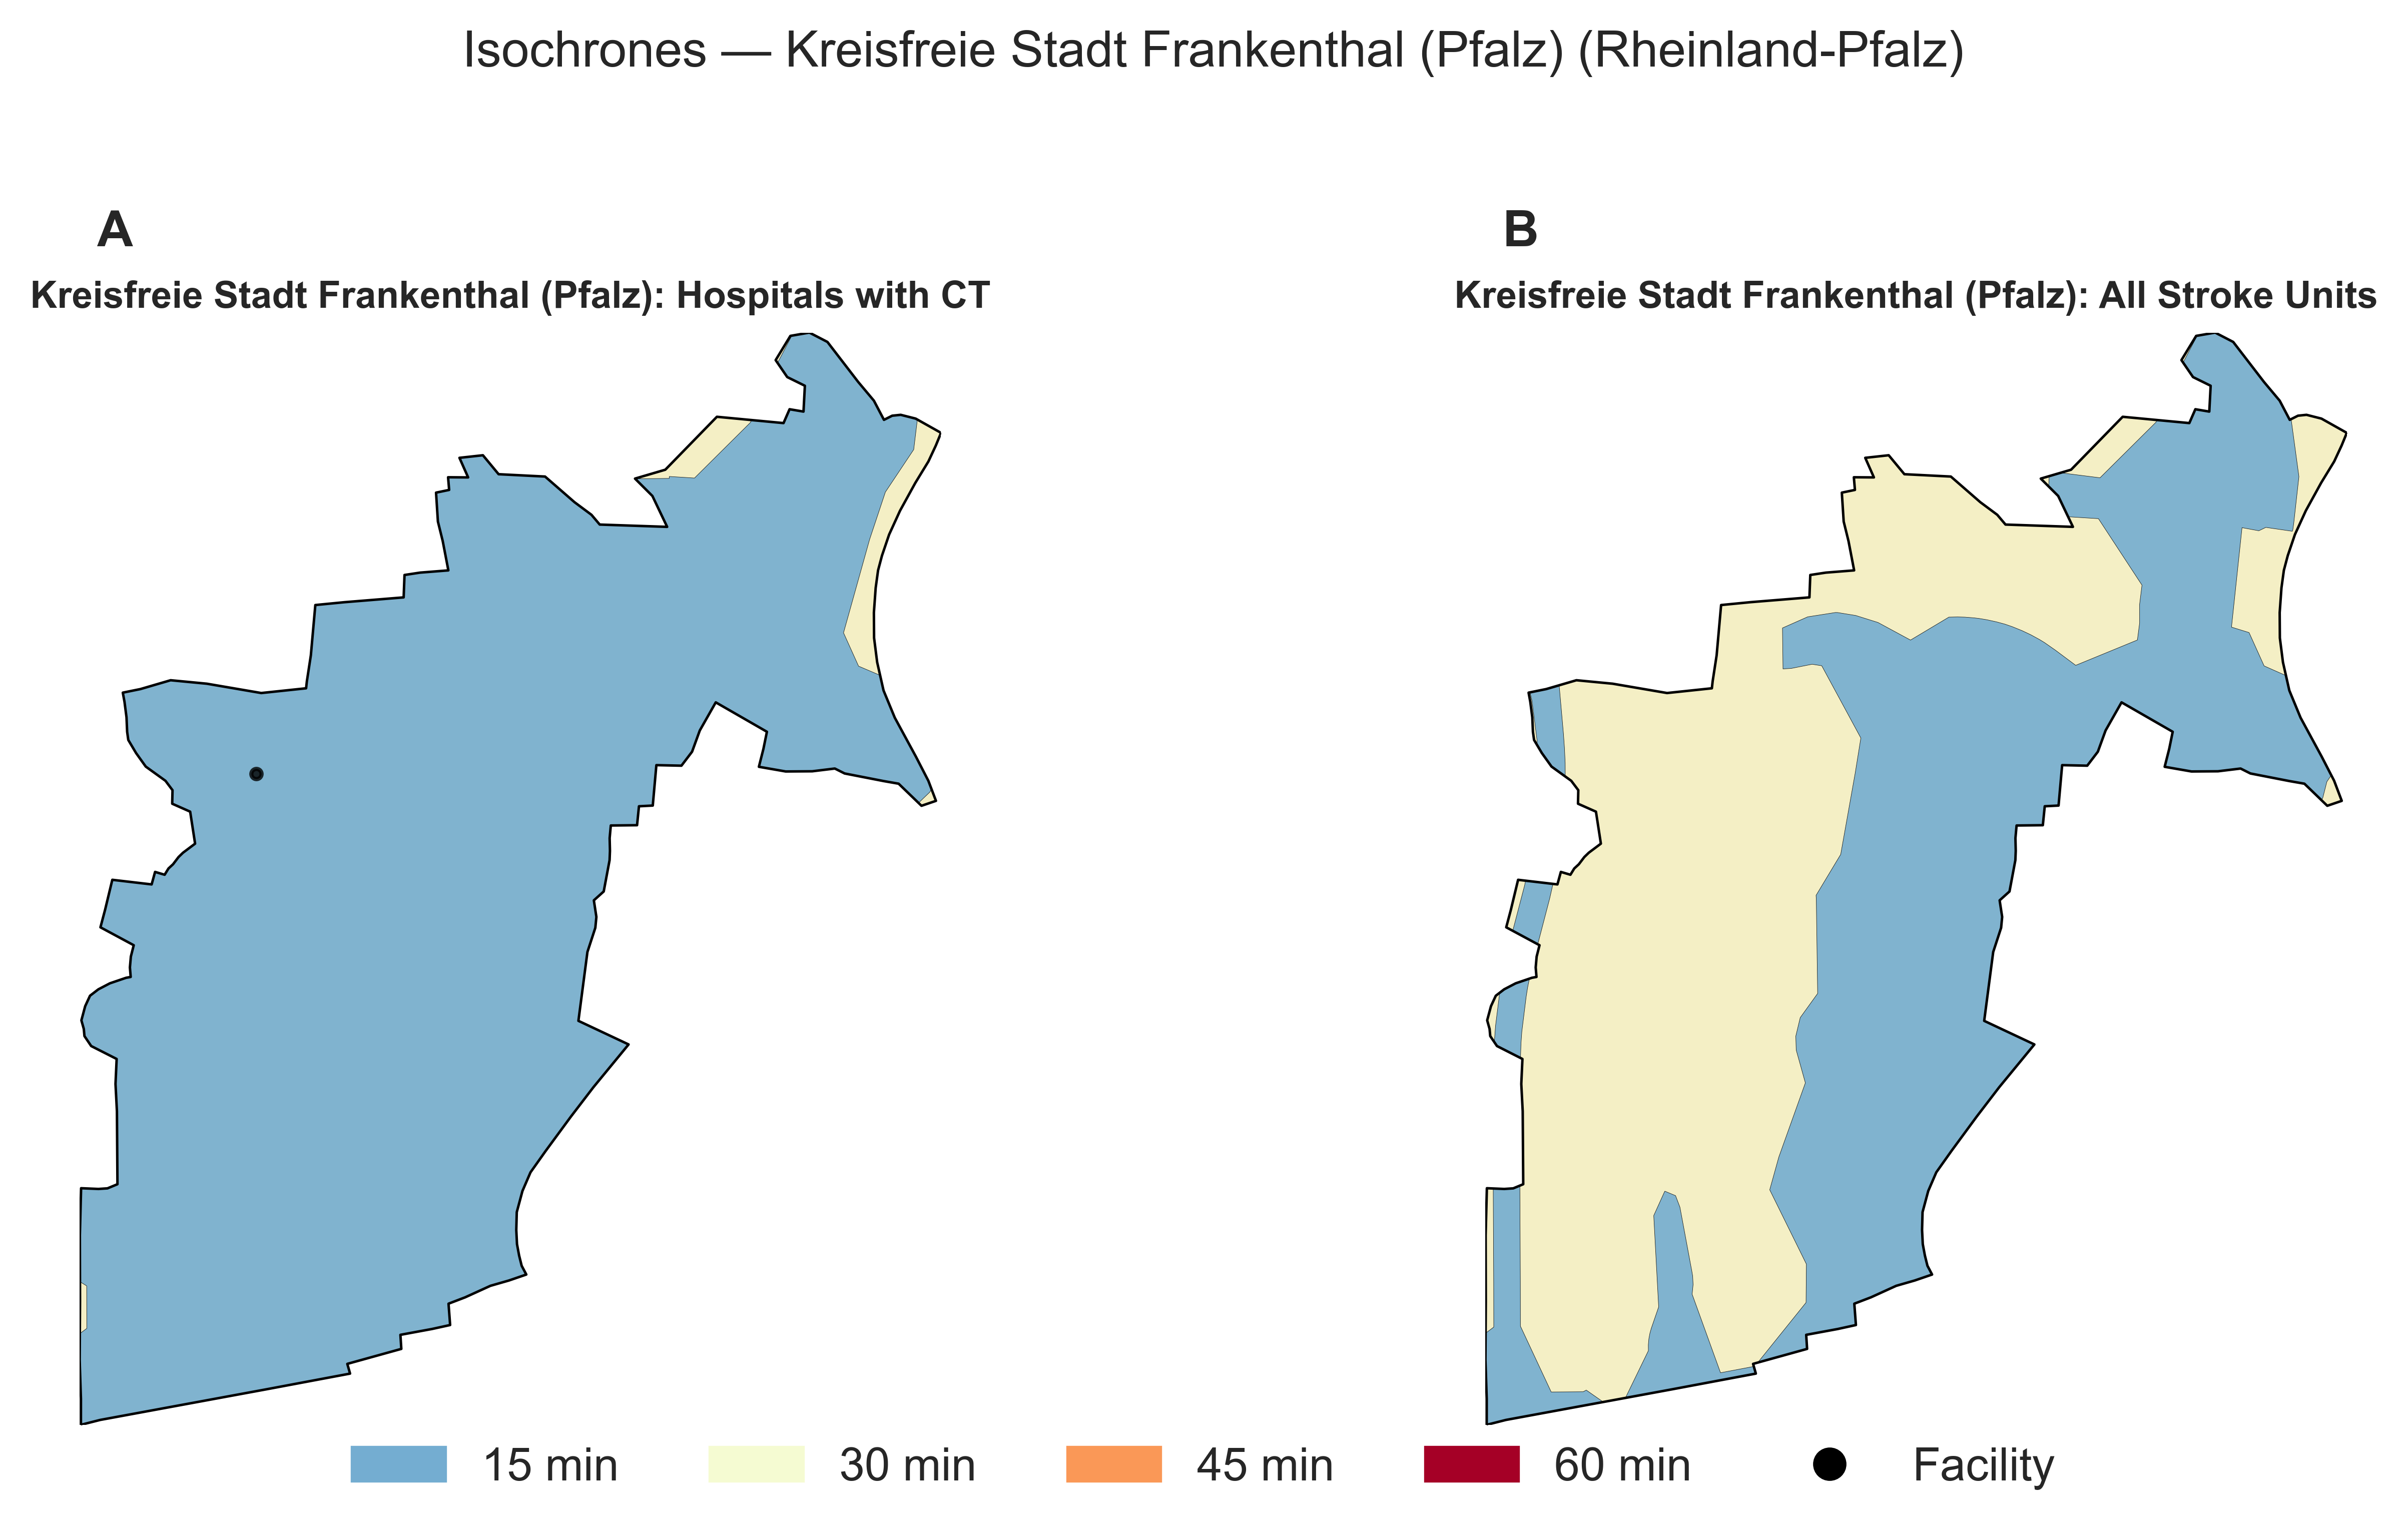 Isochrones — Kreisfreie Stadt Frankenthal (Pfalz) (Rheinland-Pfalz)
A
Kreisfreie Stadt Frankenthal (Pfalz): Hospitals with CT
B
Kreisfreie Stadt Frankenthal (Pfalz): All Stroke Units
15 min
30 min
45 min
60 min
Facility